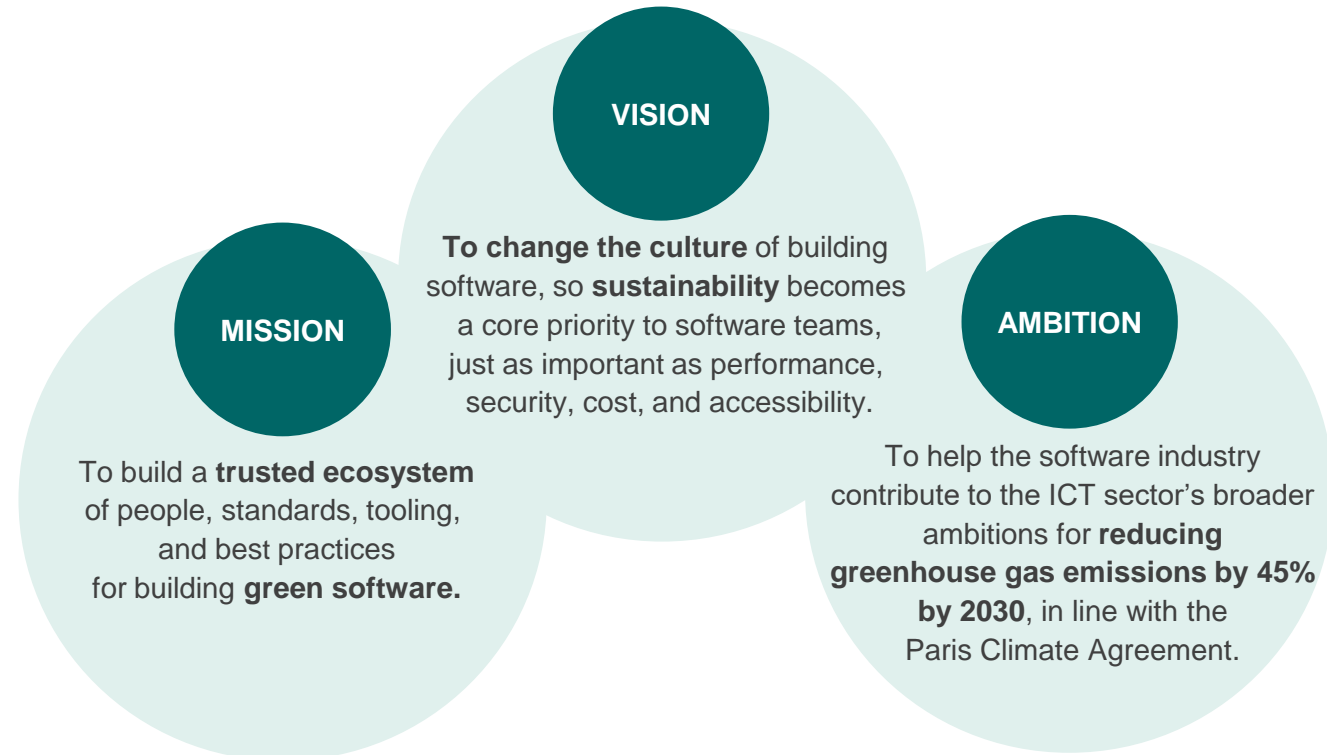 VISION
To change the culture of building
software, so sustainability becomes
a core priority to software teams,
just as important as performance,
security, cost, and accessibility.
MISSION
To build a trusted ecosystem
of people, standards, tooling,
and best practices
for building green software.
AMBITION
To help the software industry
contribute to the ICT sector’s broader
ambitions for reducing
greenhouse gas emissions by 45%
by 2030, in line with the
Paris Climate Agreement.